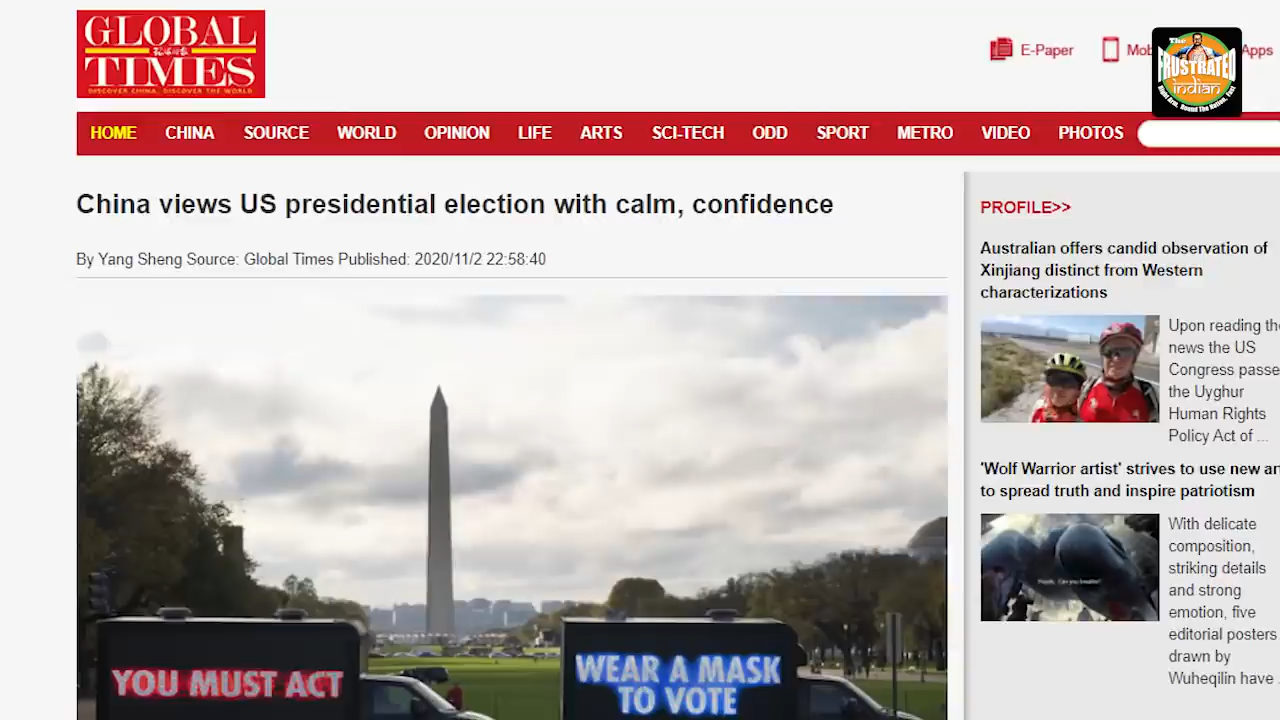 GLOBAL
TIMES
DISCOVER CHINA, DISCOVER THE WORLD
E-Paper
Mob
Apps
The
FRUSTRATED
indian
HOME CHINA SOURCE WORLD OPINION LIFE ARTS SCI-TECH ODD SPORT METRO VIDEO PHOTOS
China views US presidential election with calm, confidence
By Yang Sheng Source: Global Times Published: 2020/11/2 22:58:40
YOU MUST ACT
WEAR A MASK
TO VOTE
PROFILE>>
Australian offers candid observation of
Xinjiang distinct from Western
characterizations
Upon reading the
news the US
Congress passe
the Uyghur
Human Rights
Policy Act of ...
'Wolf Warrior artist' strives to use new ar
to spread truth and inspire patriotism
With delicate
composition,
striking details
and strong
emotion, five
editorial posters
drawn by
Wuheqilin have